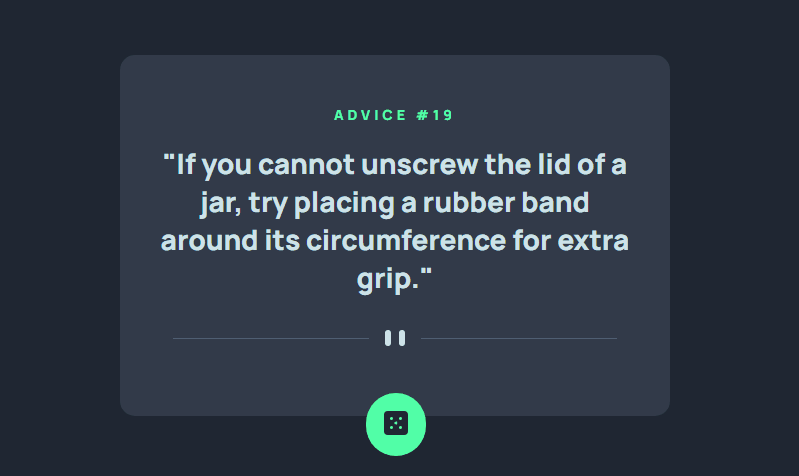 ADVICE #19
"If you cannot unscrew the lid of a
jar, try placing a rubber band
around its circumference for extra
grip."